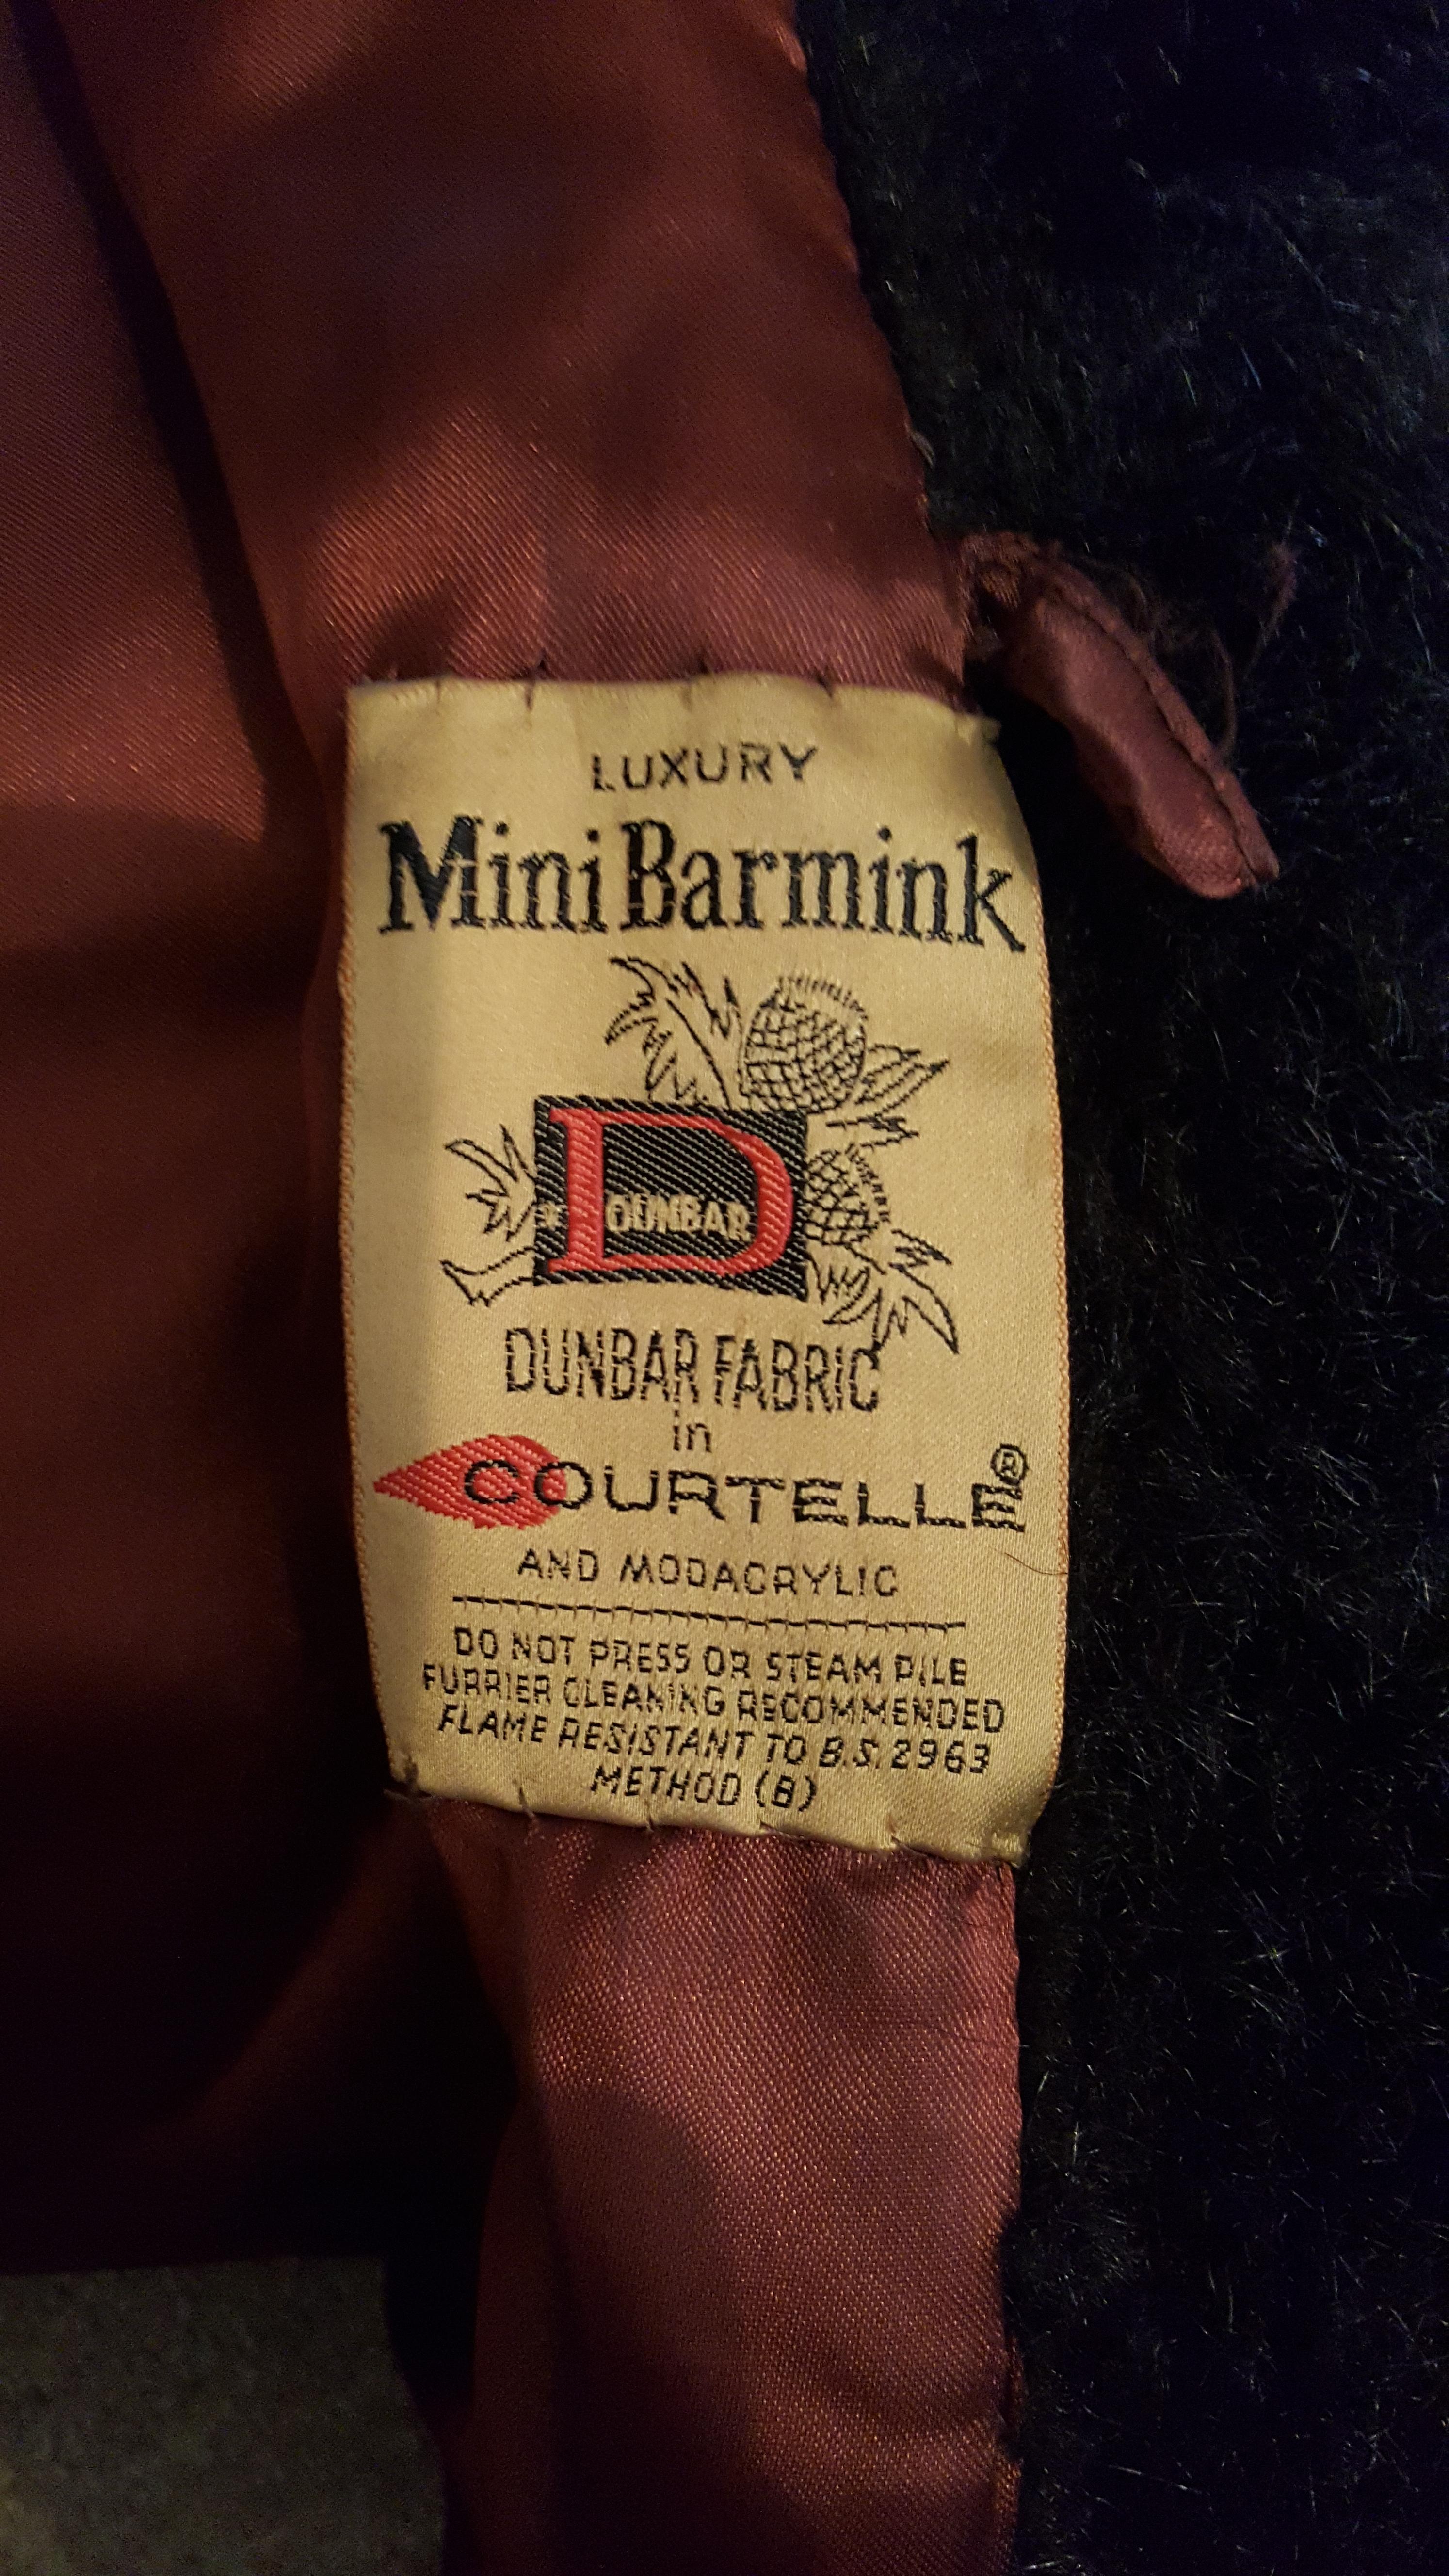 LUXURY
Mini Barmink
DUNBAR
DUNBAR FABRIC
in
COURTELLE®
AND MODACRYLIC
DO NOT PRESS OR STEAM PILE
FURRIER CLEANING RECOMMENDED
FLAME RESISTANT TO B.S. 2963
METHOD (B)